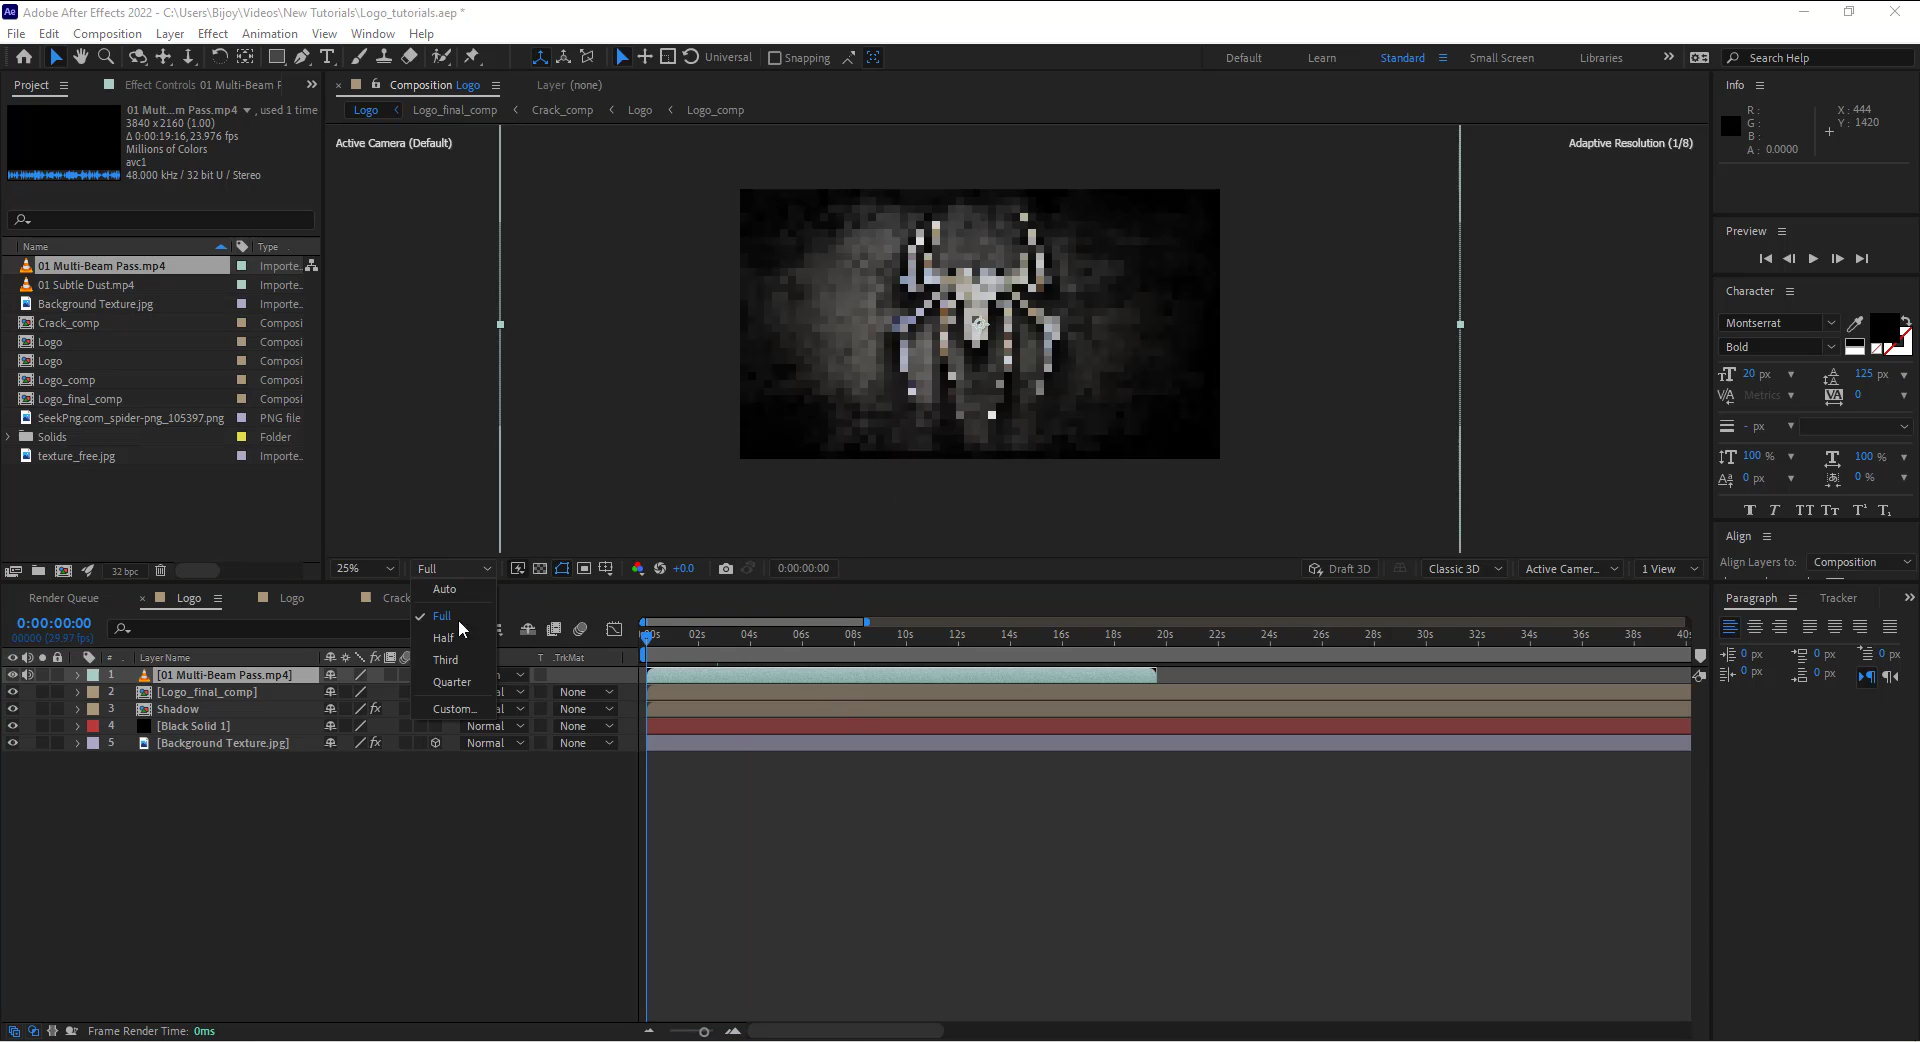 Adobe After Effects 2022 - C:\Users\Bijoy\Videos\New Tutorials\Logo_tutorials.aep *
File Edit Composition Layer Effect Animation View Window Help
Universal Snapping Default Learn Standard Small Screen Libraries Search Help
Project Effect Controls 01 Multi-Beam P
Composition Logo Layer (none)
01 Mult...m Pass.mp4 , used 1 time
3840 x 2160 (1.00)
Δ 0:00:19:16, 23.976 fps
Millions of Colors
avc1
48.000 kHz / 32 bit U / Stereo
Logo Logo_final_comp Crack_comp Logo Logo_comp
Active Camera (Default) Adaptive Resolution (1/8)
Name Type
01 Multi-Beam Pass.mp4 Importe..
01 Subtle Dust.mp4 Importe..
Background Texture.jpg Importe..
Crack_comp Composi
Logo Composi
Logo Composi
Logo_comp Composi
Logo_final_comp Composi
SeekPng.com_spider-png_105397.png PNG file
Solids Folder
texture_free.jpg Importe..
32 bpc
25% Full +0.0 0:00:00:00 Draft 3D Classic 3D Active Camer... 1 View
Auto
Full
Half
Third
Quarter
Custom...
Info
R :
G :
B :
A : 0.0000
X : 444
Y : 1420
Preview
Character
Montserrat
Bold
20 px 125 px
Metrics 0
- px
100 % 100 %
0 px 0 %
Align
Align Layers to: Composition
Paragraph Tracker
0 px 0 px 0 px
0 px 0 px
Render Queue Logo Logo Crack
0:00:00:00
00000 (29.97 fps)
:00s 02s 04s 06s 08s 10s 12s 14s 16s 18s 20s 22s 24s 26s 28s 30s 32s 34s 36s 38s 40s
# Layer Name T .TrkMat
1 [01 Multi-Beam Pass.mp4]
2 [Logo_final_comp] None
3 Shadow None
4 [Black Solid 1] Normal None
5 [Background Texture.jpg] Normal None
Frame Render Time: 0ms